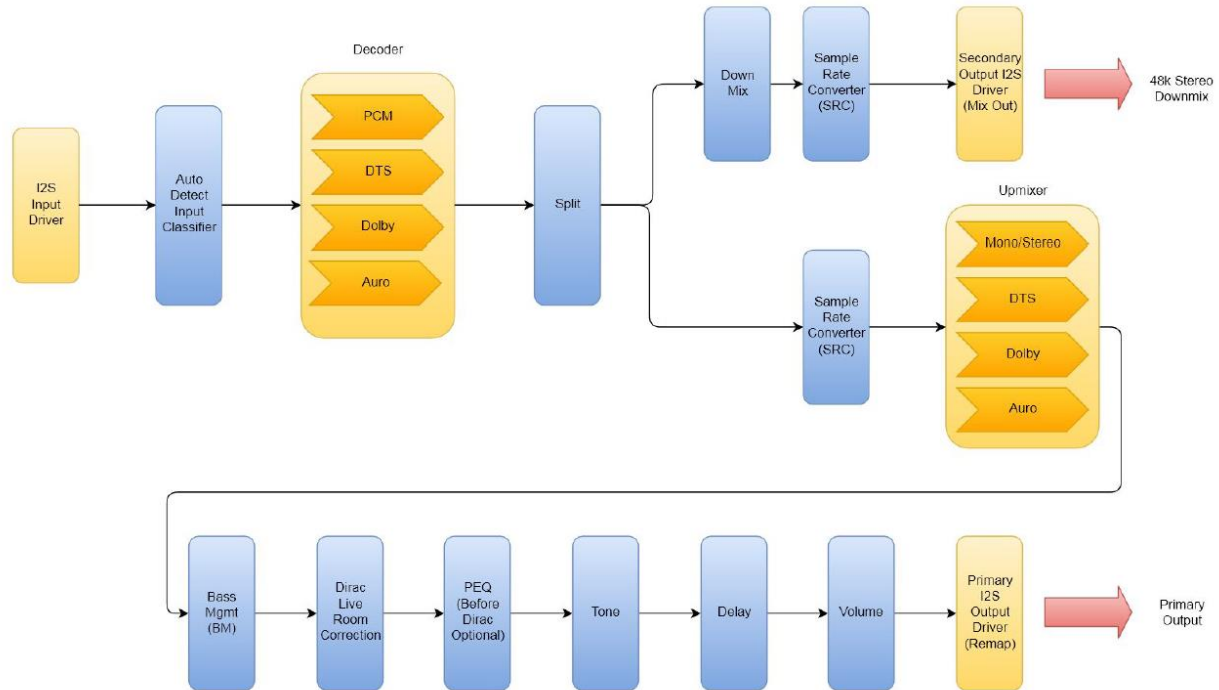 I2S
Input
Driver
Auto
Detect
Input
Classifier
Decoder
PCM
DTS
Dolby
Auro
Split
Down
Mix
Sample
Rate
Converter
(SRC)
Secondary
Output I2S
Driver
(Mix Out)
48k Stereo
Downmix
Sample
Rate
Converter
(SRC)
Upmixer
Mono/Stereo
DTS
Dolby
Auro
Bass
Mgmt
(BM)
Dirac
Live
Room
Correction
PEQ
(Before
Dirac
Optional)
Tone
Delay
Volume
Primary
I2S
Output
Driver
(Remap)
Primary
Output